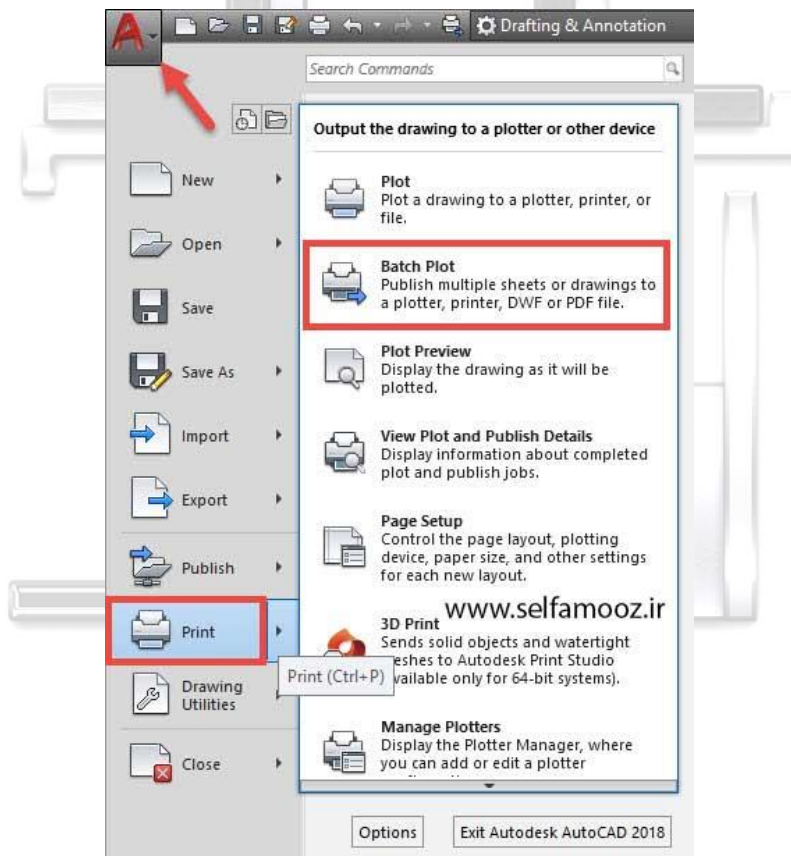 Drafting & Annotation
Search Commands
Output the drawing to a plotter or other device
New
Open
Save
Save As
Import
Export
Publish
Print
Drawing
Utilities
Close
Plot
Plot a drawing to a plotter, printer, or
file.
Batch Plot
Publish multiple sheets or drawings to
a plotter, printer, DWF or PDF file.
Plot Preview
Display the drawing as it will be
plotted.
View Plot and Publish Details
Display information about completed
plot and publish jobs.
Page Setup
Control the page layout, plotting
device, paper size, and other settings
for each new layout.
www.selfamooz.ir
3D Print
Sends solid objects and watertight
to Autodesk Print Studio
only for 64-bit systems).
Print (Ctrl+P)
Manage Plotters
Display the Plotter Manager, where
you can add or edit a plotter
Options
Exit Autodesk AutoCAD 2018